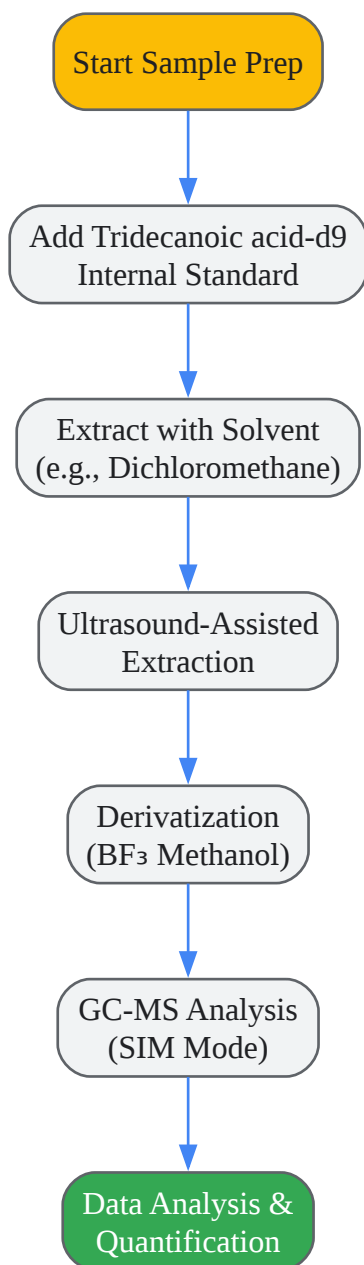 Start Sample Prep
Add Tridecanoic acid-d9
Internal Standard
Extract with Solvent
(e.g., Dichloromethane)
Ultrasound-Assisted
Extraction
Derivatization
(BF₃ Methanol)
GC-MS Analysis
(SIM Mode)
Data Analysis &
Quantification